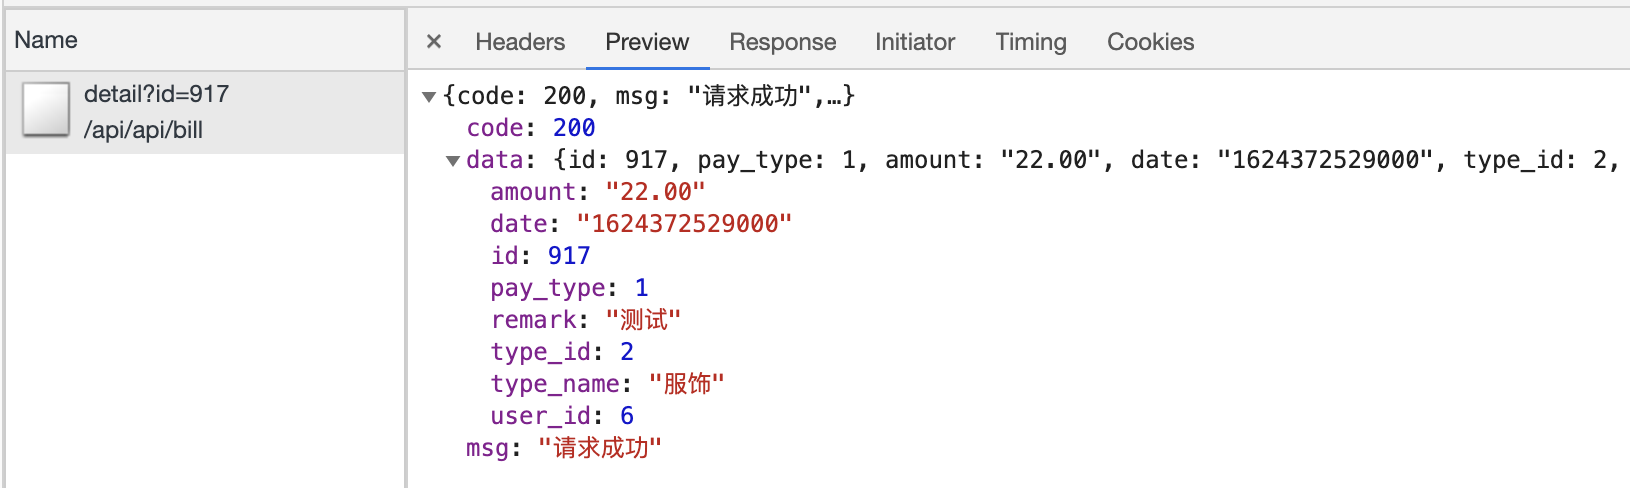 Name
detail?id=917
/api/api/bill
× Headers Preview Response Initiator Timing Cookies
▼{code: 200, msg: "请求成功",…}
code: 200
▼data: {id: 917, pay_type: 1, amount: "22.00", date: "1624372529000", type_id: 2,
amount: "22.00"
date: "1624372529000"
id: 917
pay_type: 1
remark: "测试"
type_id: 2
type_name: "服饰"
user_id: 6
msg: "请求成功"